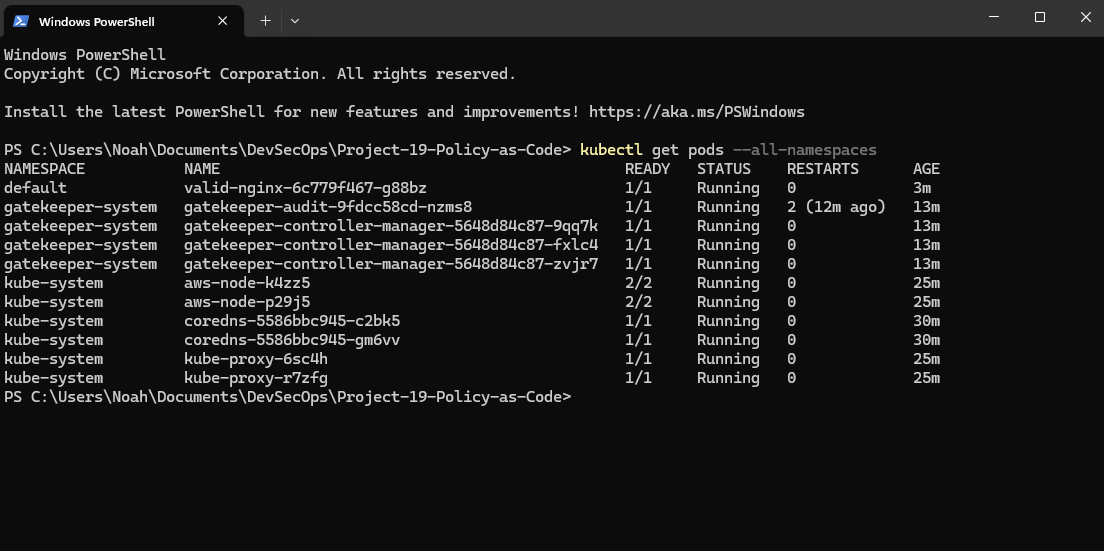 Windows PowerShell
Windows PowerShell
Copyright (C) Microsoft Corporation. All rights reserved.
Install the latest PowerShell for new features and improvements! https://aka.ms/PSWindows
PS C:\Users\Noah\Documents\DevSecOps\Project-19-Policy-as-Code> kubectl get pods --all-namespaces
NAMESPACE           NAME                                             READY   STATUS    RESTARTS      AGE
default             valid-nginx-6c779f467-g88bz                      1/1     Running   0             3m
gatekeeper-system   gatekeeper-audit-9fdcc58cd-nzms8                 1/1     Running   2 (12m ago)   13m
gatekeeper-system   gatekeeper-controller-manager-5648d84c87-9qq7k   1/1     Running   0             13m
gatekeeper-system   gatekeeper-controller-manager-5648d84c87-fxlc4   1/1     Running   0             13m
gatekeeper-system   gatekeeper-controller-manager-5648d84c87-zvjr7   1/1     Running   0             13m
kube-system         aws-node-k4zz5                                   2/2     Running   0             25m
kube-system         aws-node-p29j5                                   2/2     Running   0             25m
kube-system         coredns-5586bbc945-c2bk5                         1/1     Running   0             30m
kube-system         coredns-5586bbc945-gm6vv                         1/1     Running   0             30m
kube-system         kube-proxy-6sc4h                                 1/1     Running   0             25m
kube-system         kube-proxy-r7zfg                                 1/1     Running   0             25m
PS C:\Users\Noah\Documents\DevSecOps\Project-19-Policy-as-Code>